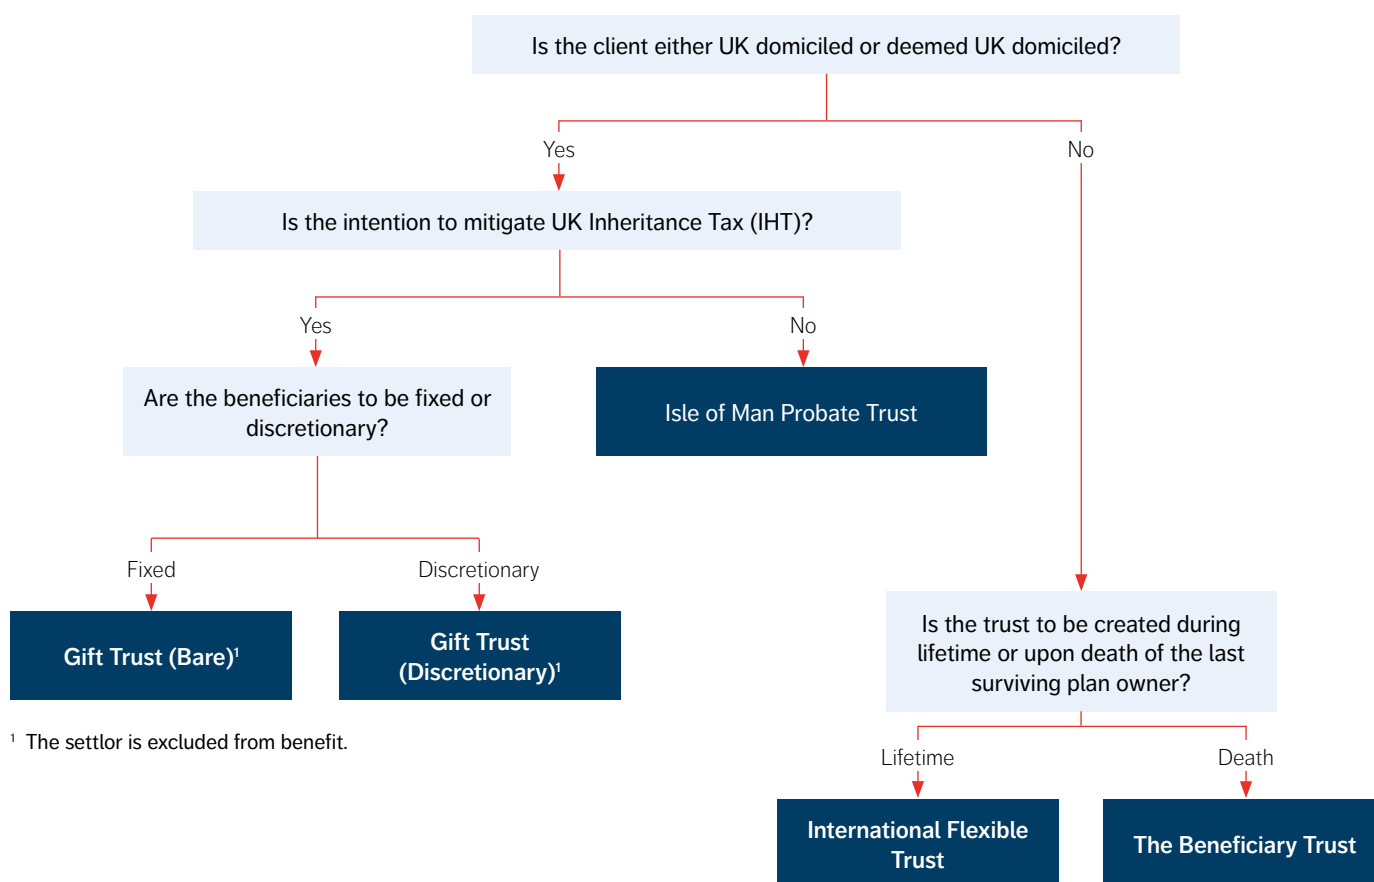 Is the client either UK domiciled or deemed UK domiciled?
Yes
No
Is the intention to mitigate UK Inheritance Tax (IHT)?
Yes
No
Are the beneficiaries to be fixed or
discretionary?
Isle of Man Probate Trust
Fixed
Discretionary
Gift Trust (Bare)¹
Gift Trust
(Discretionary)¹
Is the trust to be created during
lifetime or upon death of the last
surviving plan owner?
¹ The settlor is excluded from benefit.
Lifetime
Death
International Flexible
Trust
The Beneficiary Trust